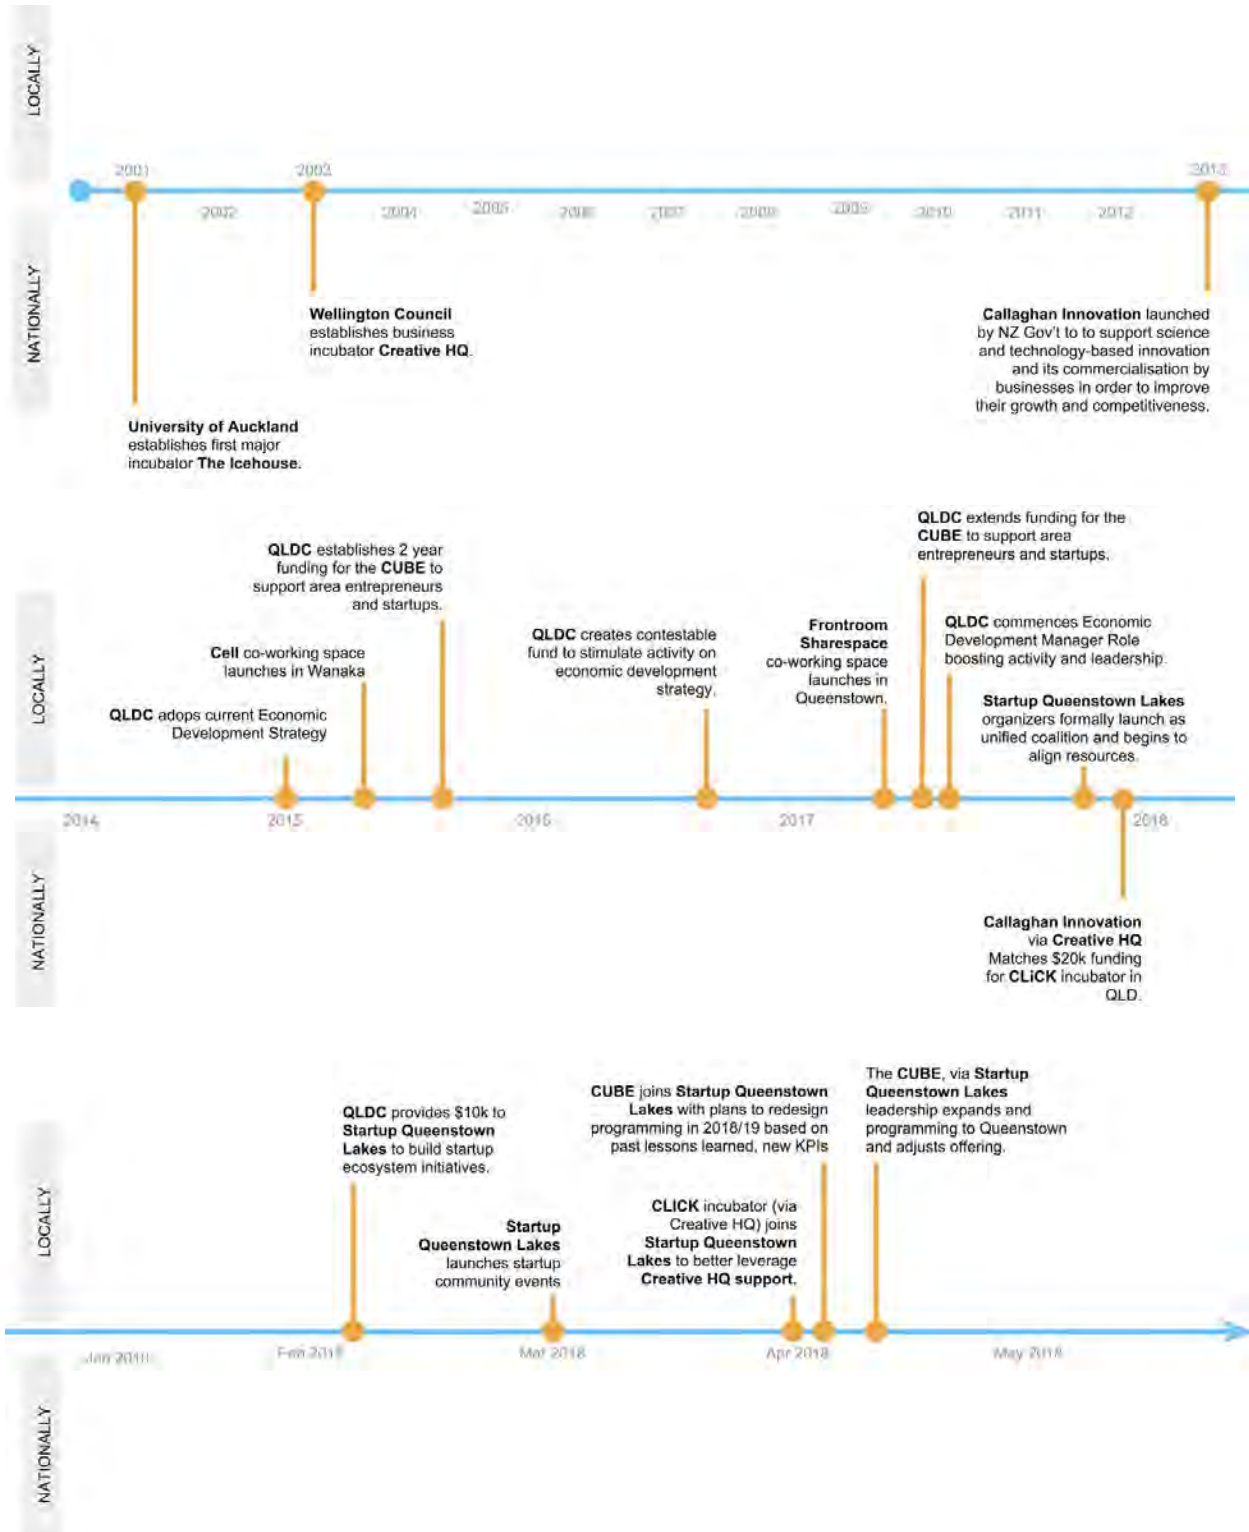 LOCALLY
2001
2003
2013
2002
2004
2005
2006
2007
2008
2009
2010
2011
2012
NATIONALLY
Wellington Council
establishes business
incubator Creative HQ.
Callaghan Innovation launched
by NZ Gov't to to support science
and technology-based innovation
and its commercialisation by
businesses in order to improve
their growth and competitiveness.
University of Auckland
establishes first major
incubator The Icehouse.
LOCALLY
QLDC adops current Economic
Development Strategy
Cell co-working space
launches in Wanaka
QLDC establishes 2 year
funding for the CUBE to
support area entrepreneurs
and startups.
QLDC creates contestable
fund to stimulate activity on
economic development
strategy.
Frontroom
Sharespace
co-working space
launches in
Queenstown.
QLDC extends funding for the
CUBE to support area
entrepreneurs and startups.
QLDC commences Economic
Development Manager Role
boosting activity and leadership.
Startup Queenstown Lakes
organizers formally launch as
unified coalition and begins to
align resources.
2014
2015
2016
2017
2018
NATIONALLY
Callaghan Innovation
via Creative HQ
Matches $20k funding
for CLiCK incubator in
QLD.
LOCALLY
QLDC provides $10k to
Startup Queenstown
Lakes to build startup
ecosystem initiatives.
Startup
Queenstown Lakes
launches startup
community events
CUBE joins Startup Queenstown
Lakes with plans to redesign
programming in 2018/19 based on
past lessons learned, new KPIs
CLICK incubator (via
Creative HQ) joins
Startup Queenstown
Lakes to better leverage
Creative HQ support.
The CUBE, via Startup
Queenstown Lakes
leadership expands and
programming to Queenstown
and adjusts offering.
Jan 2018
Feb 2018
Mar 2018
Apr 2018
May 2018
NATIONALLY